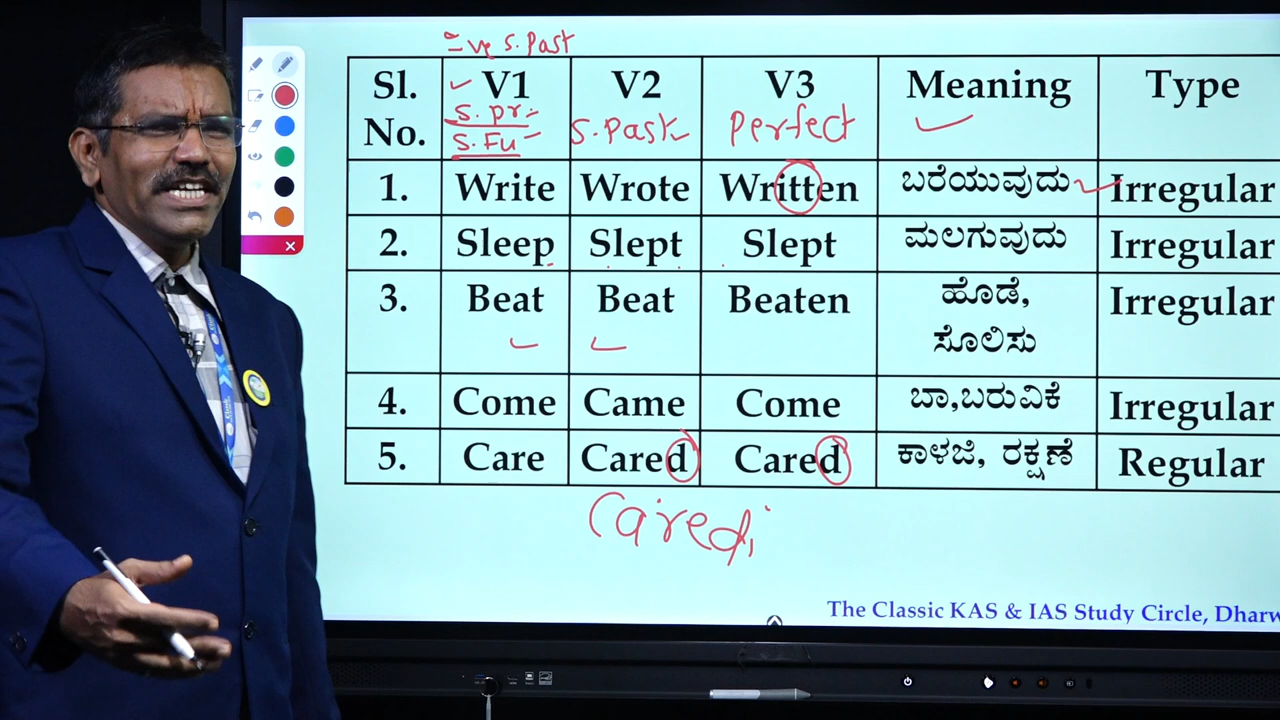 -ve s.past
Sl. No. V1 V2 V3 Meaning Type
s.pr s.past perfect
s.Fu
1. Write Wrote Written ಬರೆಯುವುದು Irregular
2. Sleep Slept Slept ಮಲಗುವುದು Irregular
3. Beat Beat Beaten ಹೊಡೆ, Irregular
ಸೋಲಿಸು
4. Come Came Come ಬಾ,ಬರುವಿಕೆ Irregular
5. Care Cared Cared ಕಾಳಜಿ, ರಕ್ಷಣೆ Regular
Cared
The Classic KAS & IAS Study Circle, Dharw